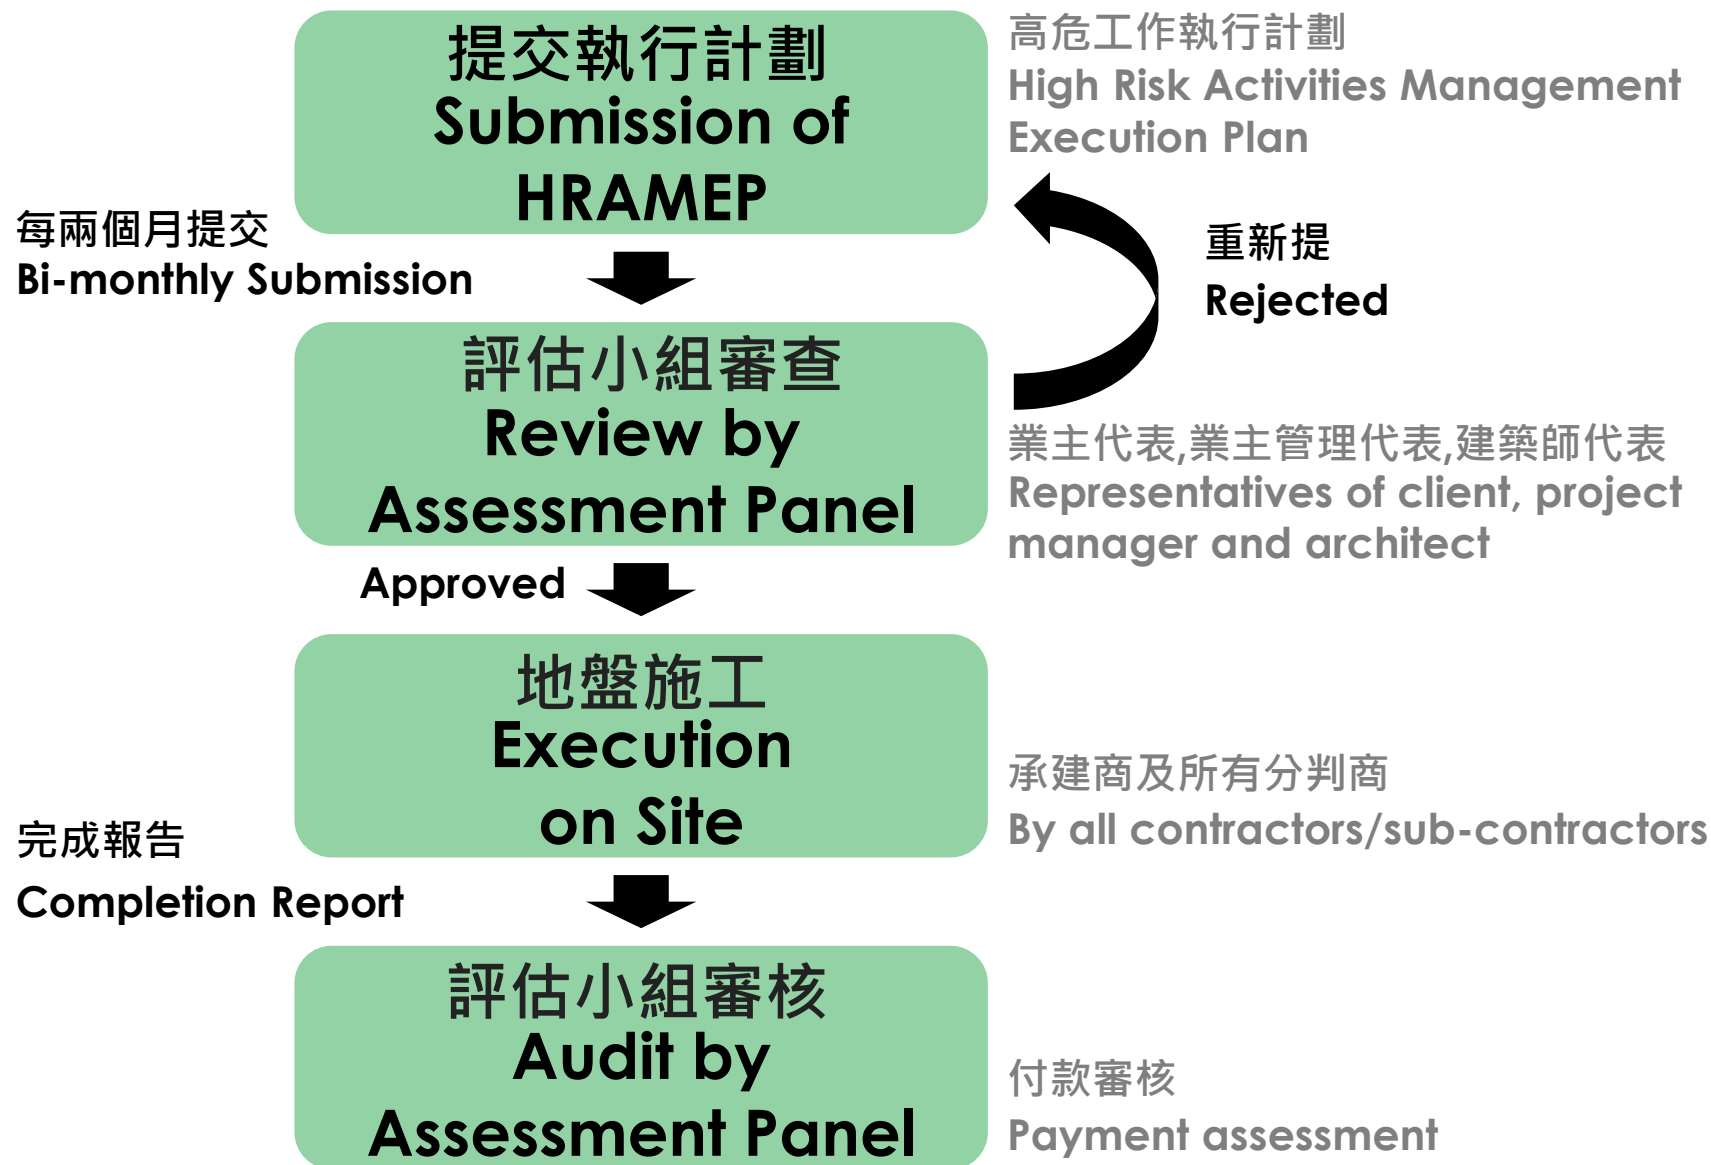 提交執行計劃
Submission of
HRAMEP
高危工作執行計劃
High Risk Activities Management
Execution Plan
每兩個月提交
Bi-monthly Submission
重新提
Rejected
評估小組審查
Review by
Assessment Panel
業主代表,業主管理代表,建築師代表
Representatives of client, project
manager and architect
Approved
地盤施工
Execution
on Site
承建商及所有分判商
By all contractors/sub-contractors
完成報告
Completion Report
評估小組審核
Audit by
Assessment Panel
付款審核
Payment assessment